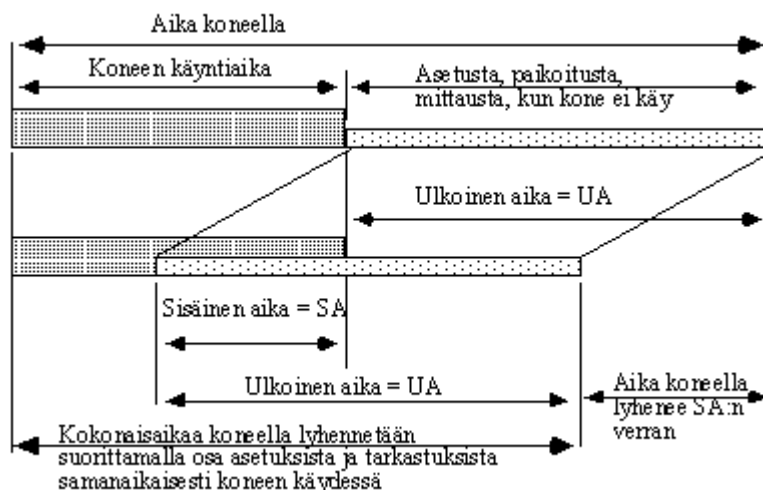 Aika koneella
Koneen käyntiaika
Asetusta, paikoitusta,
mittausta, kun kone ei käy
Ulkoinen aika = UA
Sisäinen aika = SA
Ulkoinen aika = UA
Aika koneella
lyhenee SA:n
verran
Kokonaisaikaa koneella lyhennetään
suorittamalla osa asetuksista ja tarkastuksista
samanaikaisesti koneen käydessä